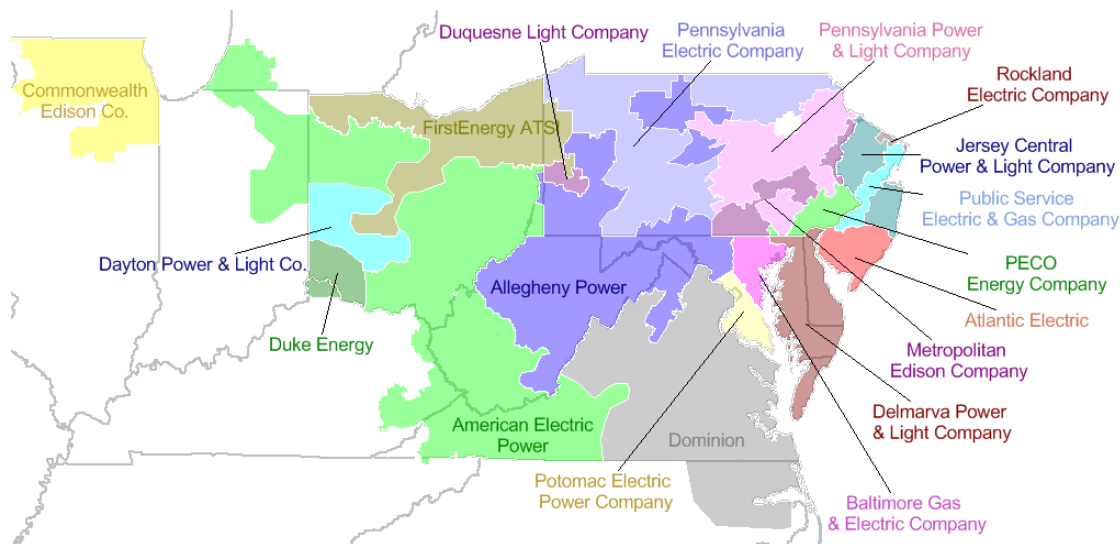 Duquesne Light Company
Pennsylvania
Electric Company
Pennsylvania Power
& Light Company
Rockland
Electric Company
Commonwealth
Edison Co.
FirstEnergy ATSI
Jersey Central
Power & Light Company
Public Service
Electric & Gas Company
Dayton Power & Light Co.
PECO
Energy Company
Allegheny Power
Atlantic Electric
Duke Energy
Metropolitan
Edison Company
American Electric
Power
Dominion
Delmarva Power
& Light Company
Potomac Electric
Power Company
Baltimore Gas
& Electric Company